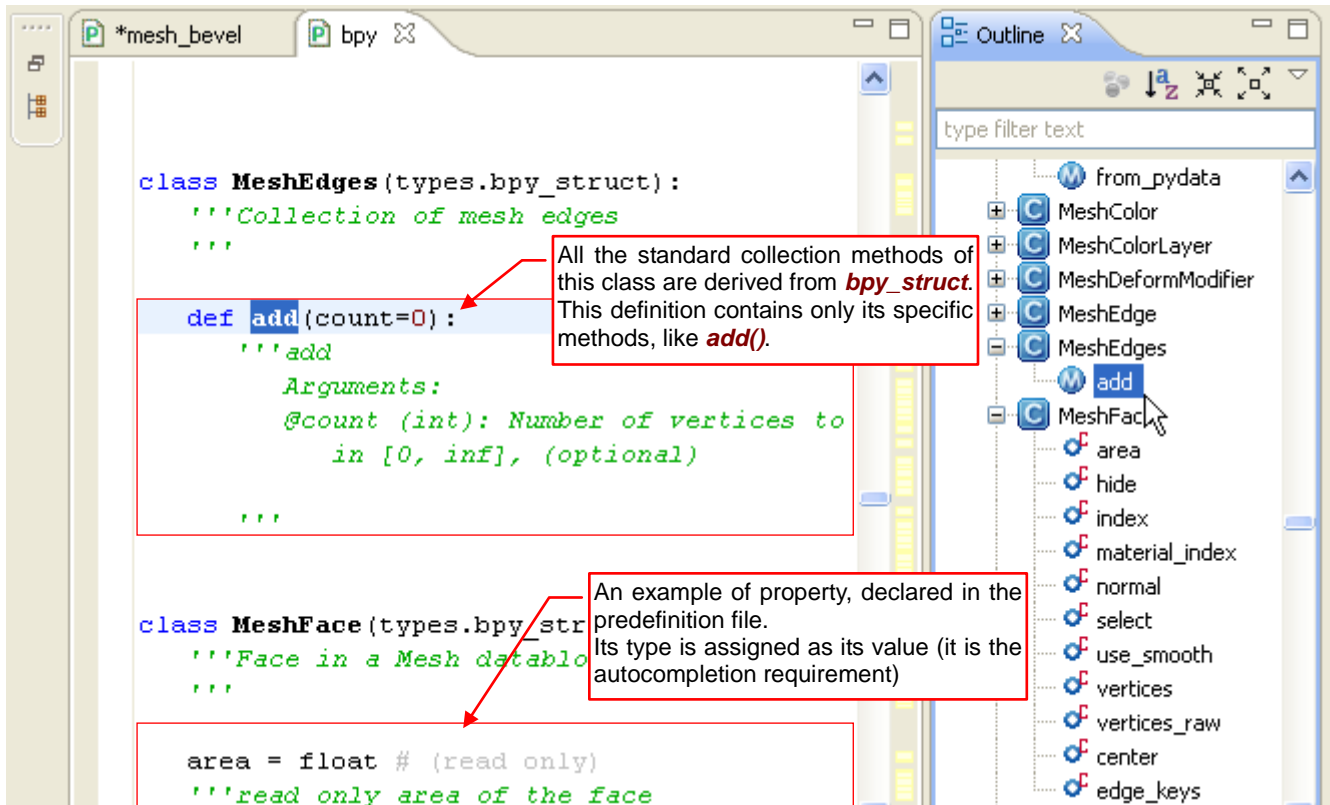 *mesh_bevel
bpy
Outline
type filter text
class MeshEdges(types.bpy_struct):
'''Collection of mesh edges
'''
All the standard collection methods of
this class are derived from bpy_struct.
This definition contains only its specific
methods, like add().
def add(count=0):
'''add
Arguments:
@count (int): Number of vertices to
in [0, inf], (optional)
'''
An example of property, declared in the
predefinition file.
Its type is assigned as its value (it is the
autocompletion requirement)
class MeshFace(types.bpy_str
'''Face in a Mesh datablo
'''
area = float # (read only)
'''read only area of the face
from_pydata
MeshColor
MeshColorLayer
MeshDeformModifier
MeshEdge
MeshEdges
add
MeshFac
area
hide
index
material_index
normal
select
use_smooth
vertices
vertices_raw
center
edge_keys